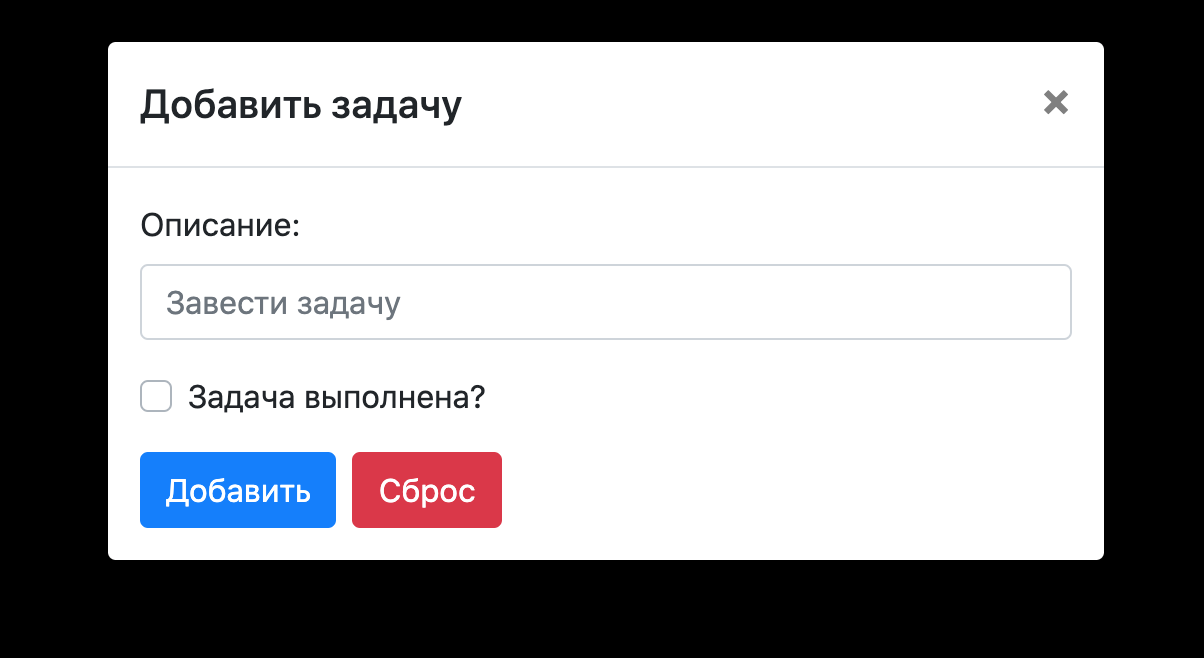 Добавить задачу ×
Описание:
Завести задачу
Задача выполнена?
Добавить Сброс